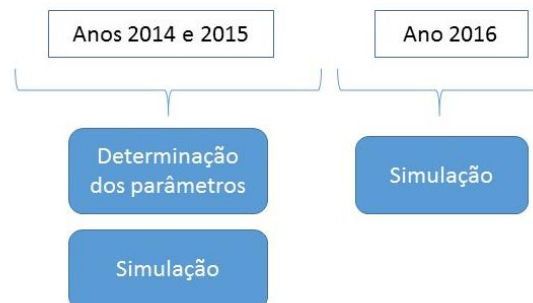 Anos 2014 e 2015
Ano 2016
Determinação
dos parâmetros
Simulação
Simulação